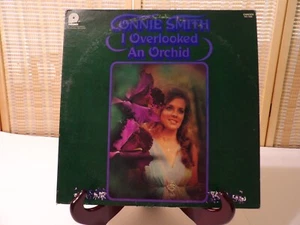 CONNIE SMITH
I Overlooked
An Orchid